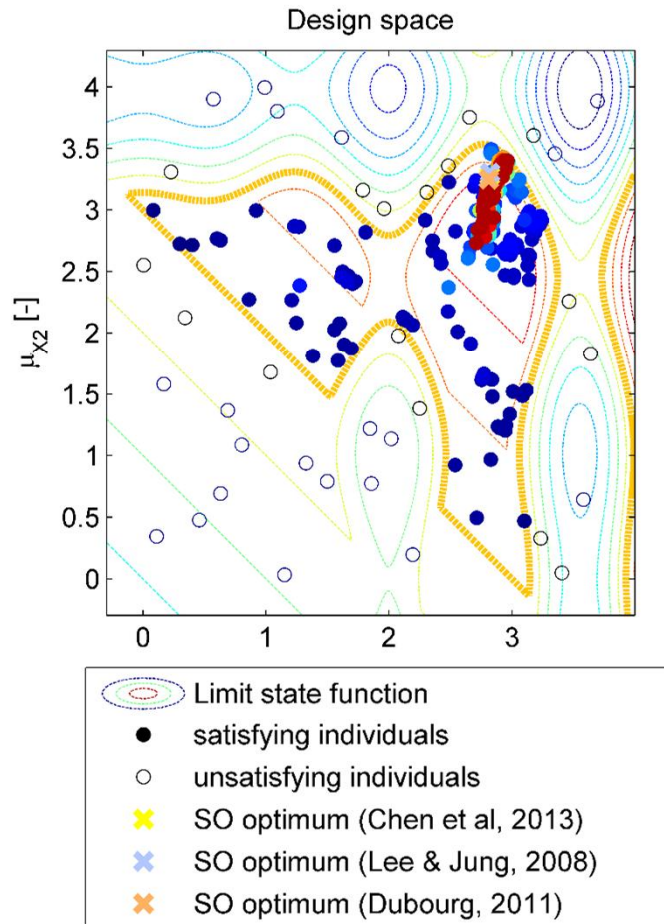 Design space
4
3.5
3
2.5
2
1.5
1
0.5
0
μX2 [-]
0 1 2 3
Limit state function
satisfying individuals
unsatisfying individuals
SO optimum (Chen et al, 2013)
SO optimum (Lee & Jung, 2008)
SO optimum (Dubourg, 2011)